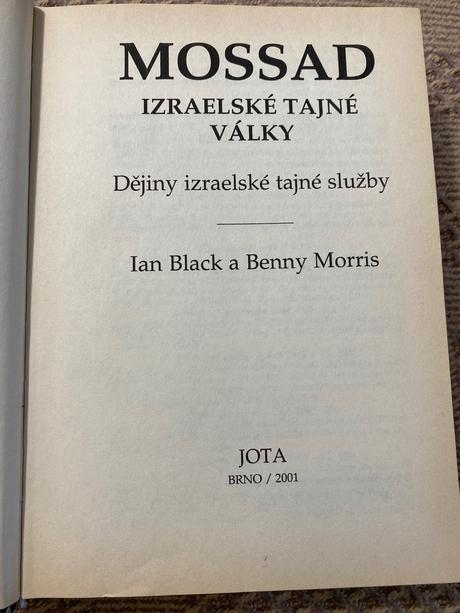 MOSSAD
IZRAELSKÉ TAJNÉ
VÁLKY
Dějiny izraelské tajné služby
Ian Black a Benny Morris
JOTA
BRNO / 2001